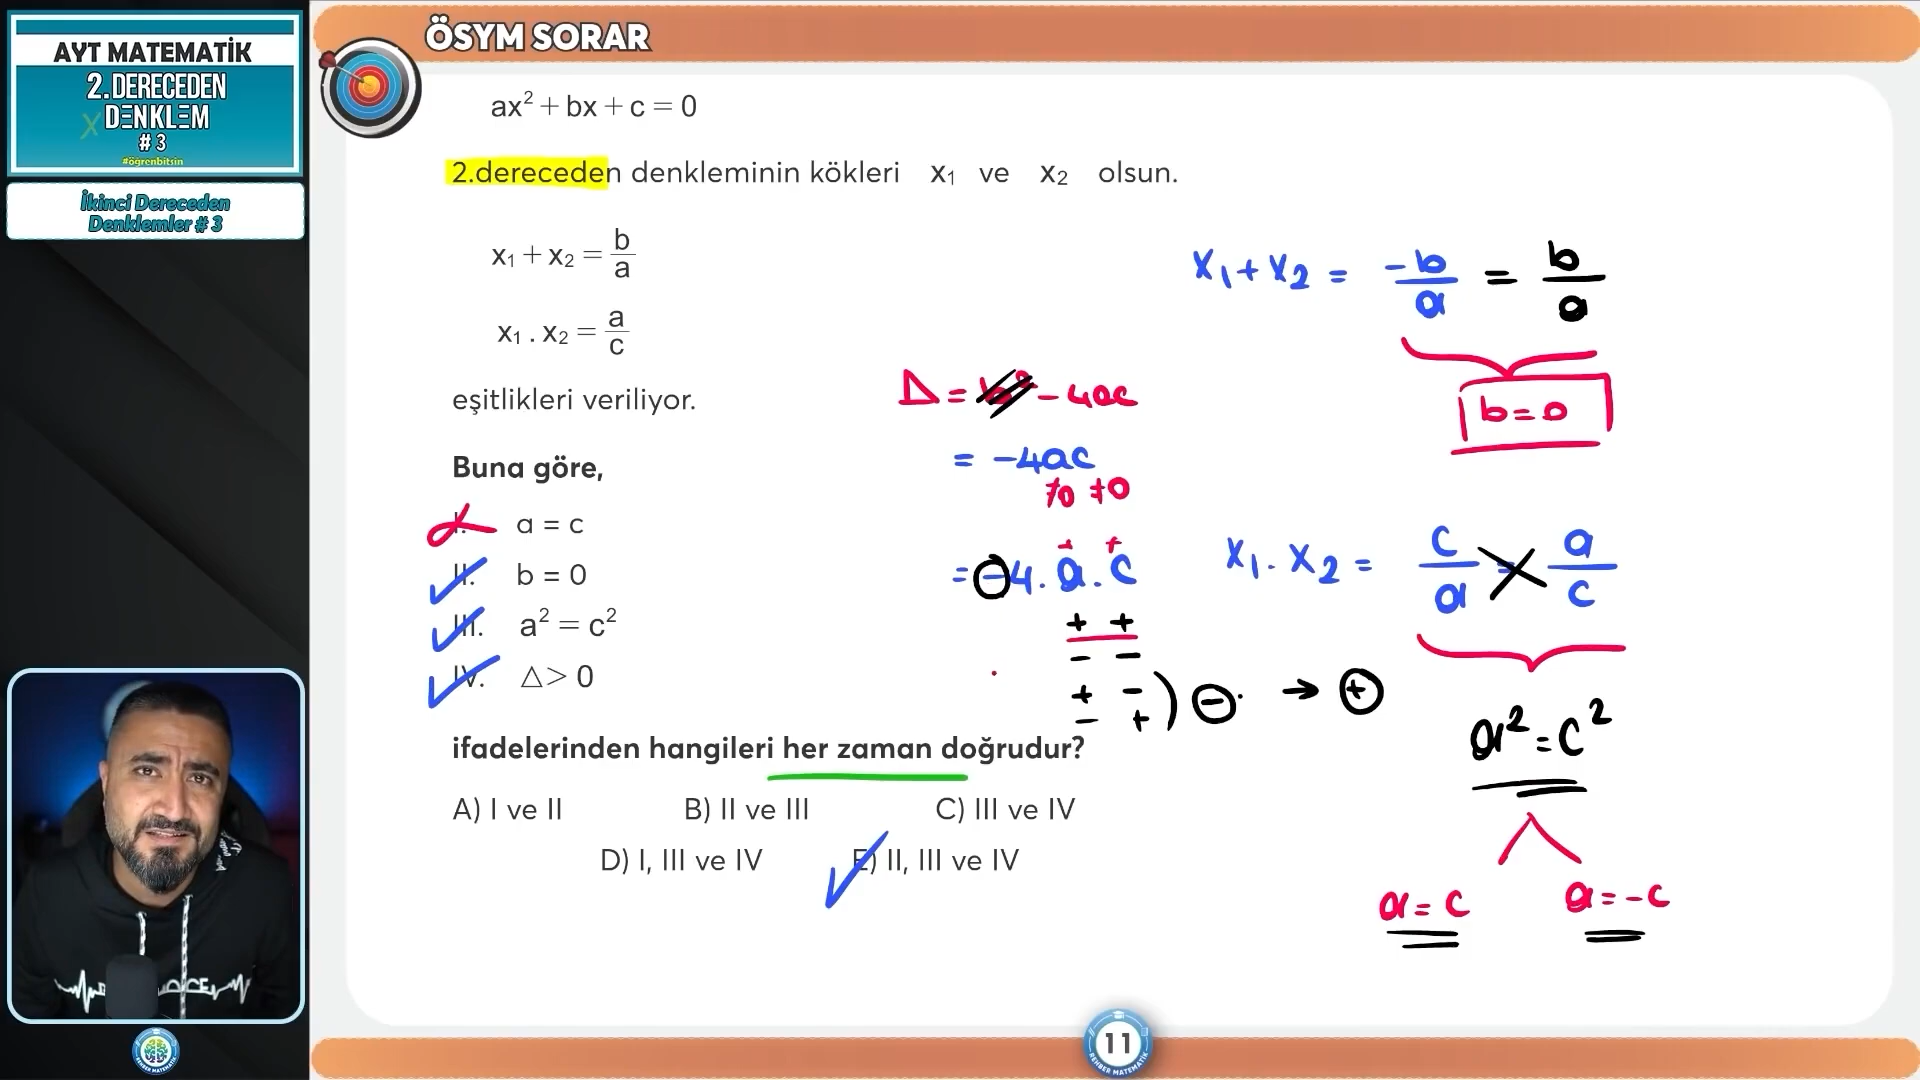 AYT MATEMATİK
2.DERECEDEN
DENKLEM
# 3
#öğrenbitsin
İkinci Dereceden
Denklemler # 3
ÖSYM SORAR
ax² + bx + c = 0
2.dereceden denkleminin kökleri x₁ ve x₂ olsun.
x₁ + x₂ = b/a
x₁ . x₂ = a/c
eşitlikleri veriliyor.
Buna göre,
I. a = c
II. b = 0
III. a² = c²
IV. △> 0
ifadelerinden hangileri her zaman doğrudur?
A) I ve II B) II ve III C) III ve IV
D) I, III ve IV E) II, III ve IV
Δ = b² - 4ac
= -4ac
≠0 ≠0
= -4.a.c
+ +
- -
+ -
- + ) - → +
x₁ + x₂ = -b/a = b/a
b = 0
x₁ . x₂ = c/a = a/c
a² = c²
a = c a = -c
11
REHBER MATEMATİK